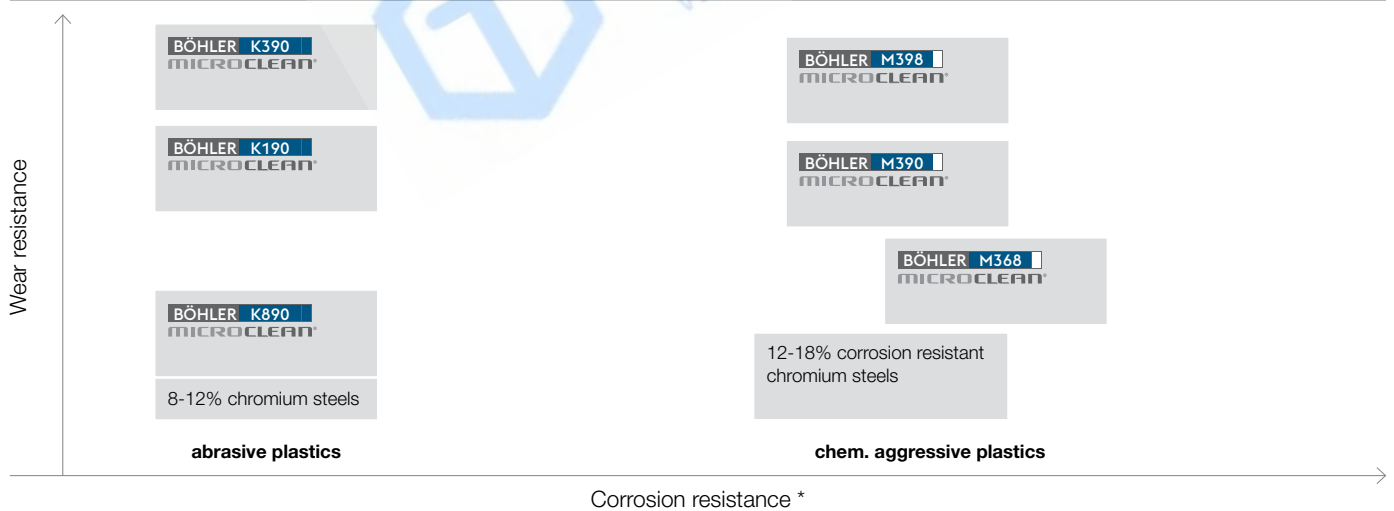 Wear resistance
BÖHLER K390
MICROCLEAN®
BÖHLER K190
MICROCLEAN®
BÖHLER K890
MICROCLEAN®
8-12% chromium steels
abrasive plastics
BÖHLER M398
MICROCLEAN®
BÖHLER M390
MICROCLEAN®
BÖHLER M368
MICROCLEAN®
12-18% corrosion resistant
chromium steels
chem. aggressive plastics
Corrosion resistance *